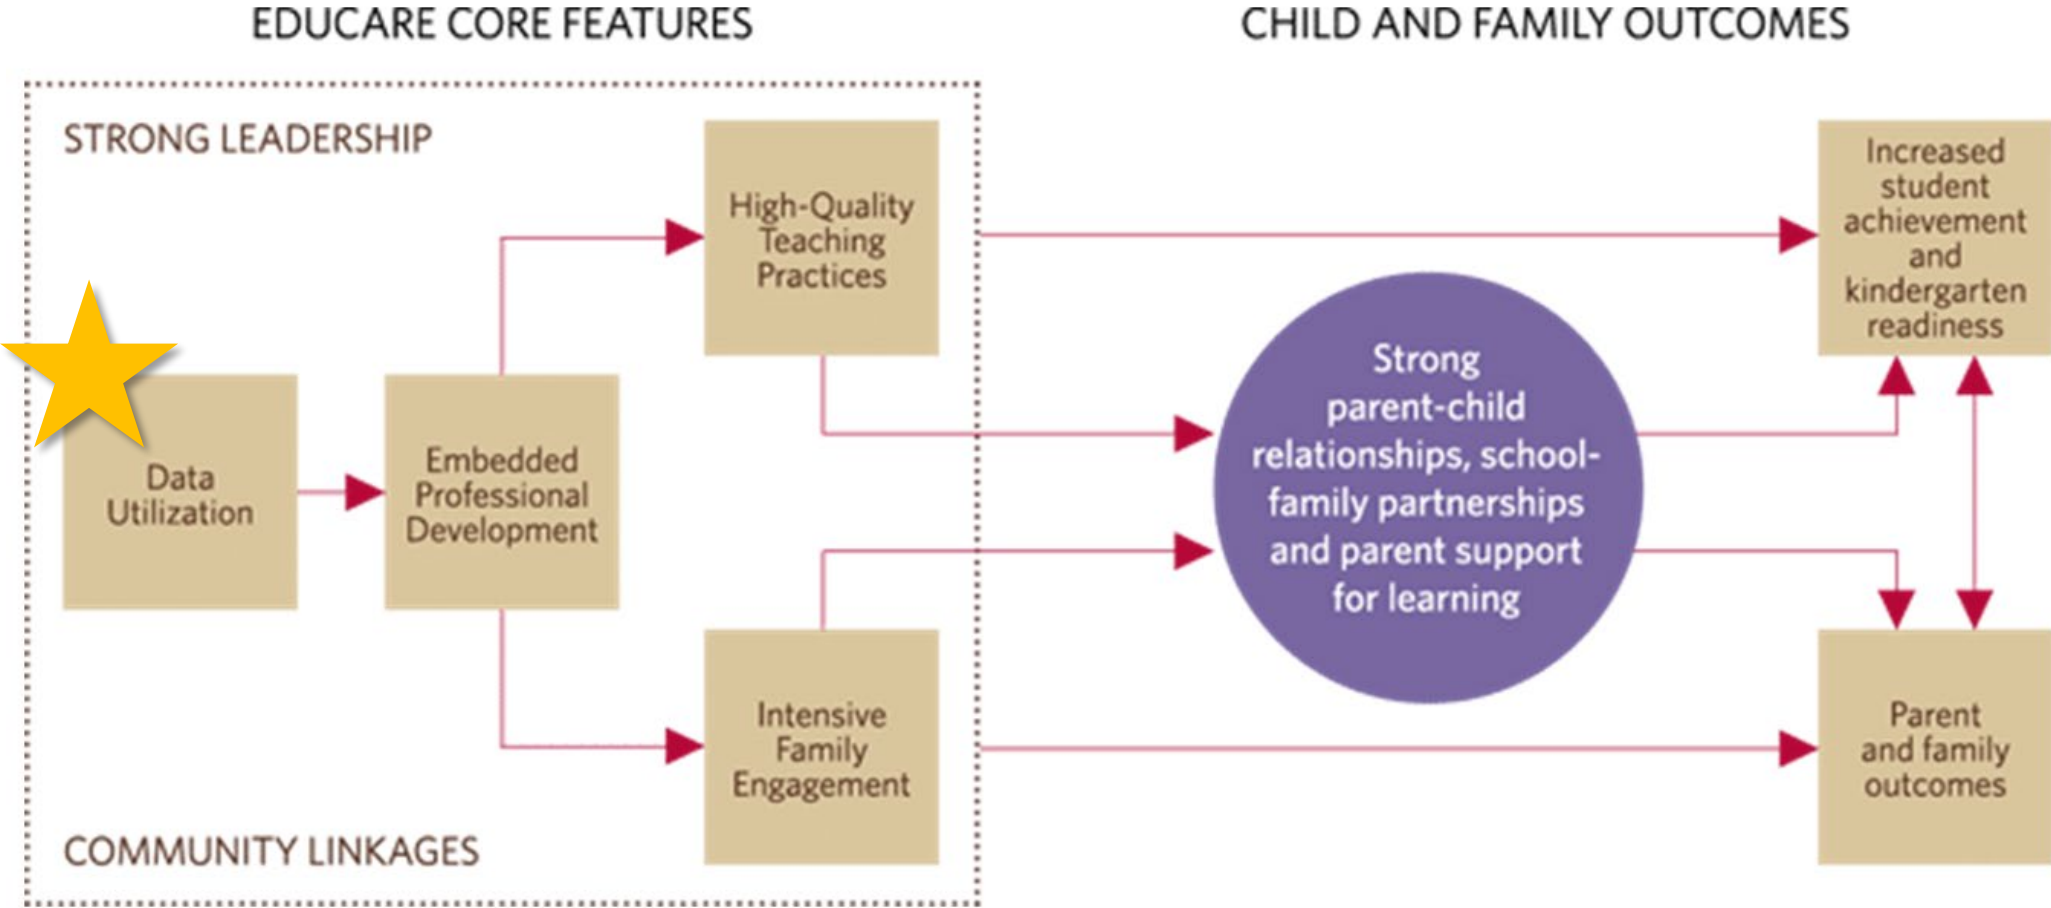 EDUCARE CORE FEATURES
CHILD AND FAMILY OUTCOMES
STRONG LEADERSHIP
High-Quality
Teaching
Practices
Data
Utilization
Embedded
Professional
Development
Intensive
Family
Engagement
COMMUNITY LINKAGES
Strong
parent-child
relationships, school-
family partnerships
and parent support
for learning
Increased
student
achievement
and
kindergarten
readiness
Parent
and family
outcomes